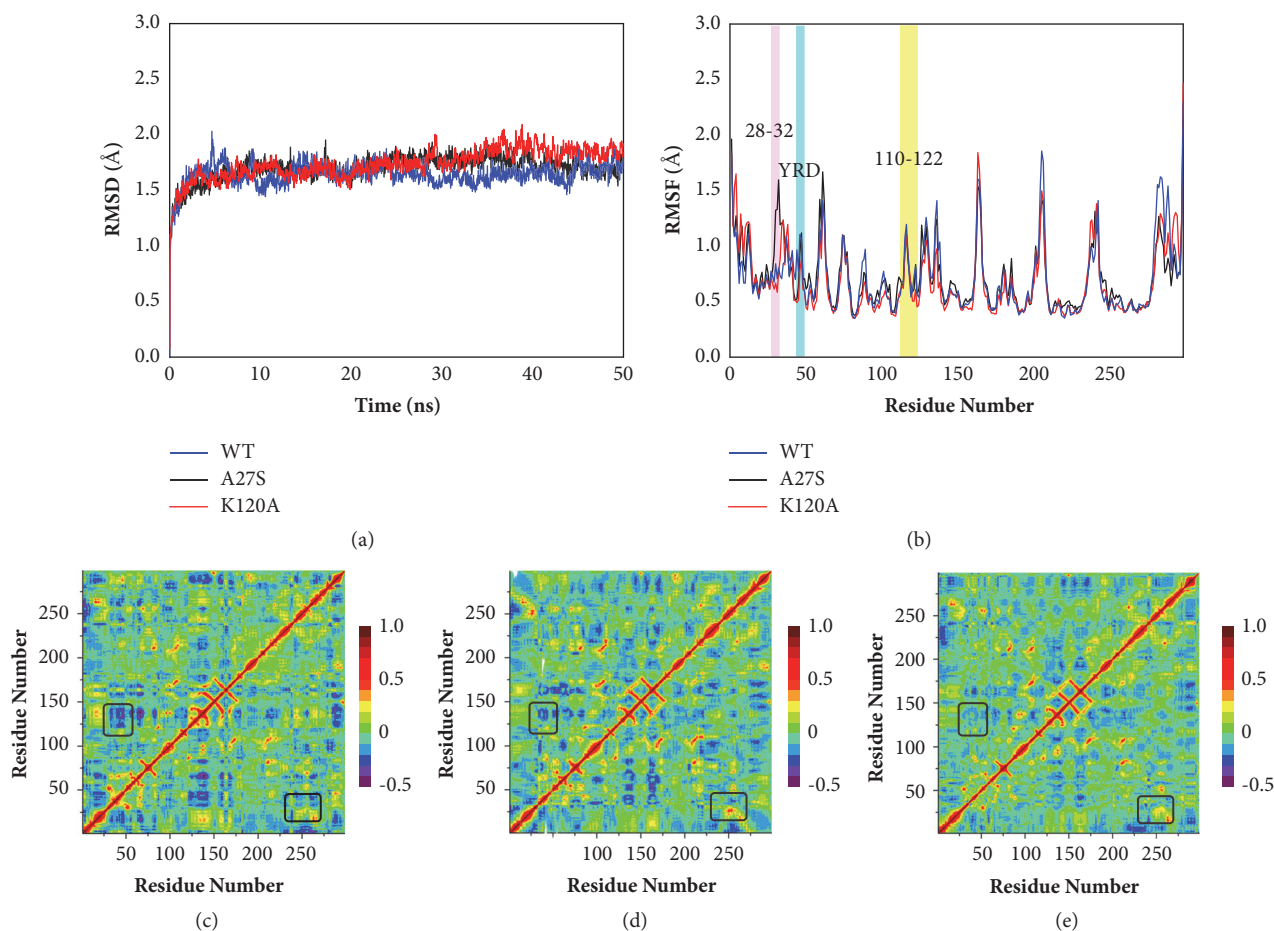 3.0
2.5
2.0
1.5
1.0
0.5
0.0
RMSD (Å)
0 10 20 30 40 50
Time (ns)
WT
A27S
K120A
(a)
3.0
2.5
2.0
1.5
1.0
0.5
0.0
RMSF (Å)
28-32
YRD
110-122
0 50 100 150 200 250
Residue Number
WT
A27S
K120A
(b)
250
200
150
100
50
Residue Number
50 100 150 200 250
Residue Number
1.0
0.5
0
-0.5
(c)
250
200
150
100
50
Residue Number
100 150 200 250
Residue Number
1.0
0.5
0
-0.5
(d)
250
200
150
100
50
Residue Number
50 100 150 200 250
Residue Number
1.0
0.5
0
-0.5
(e)